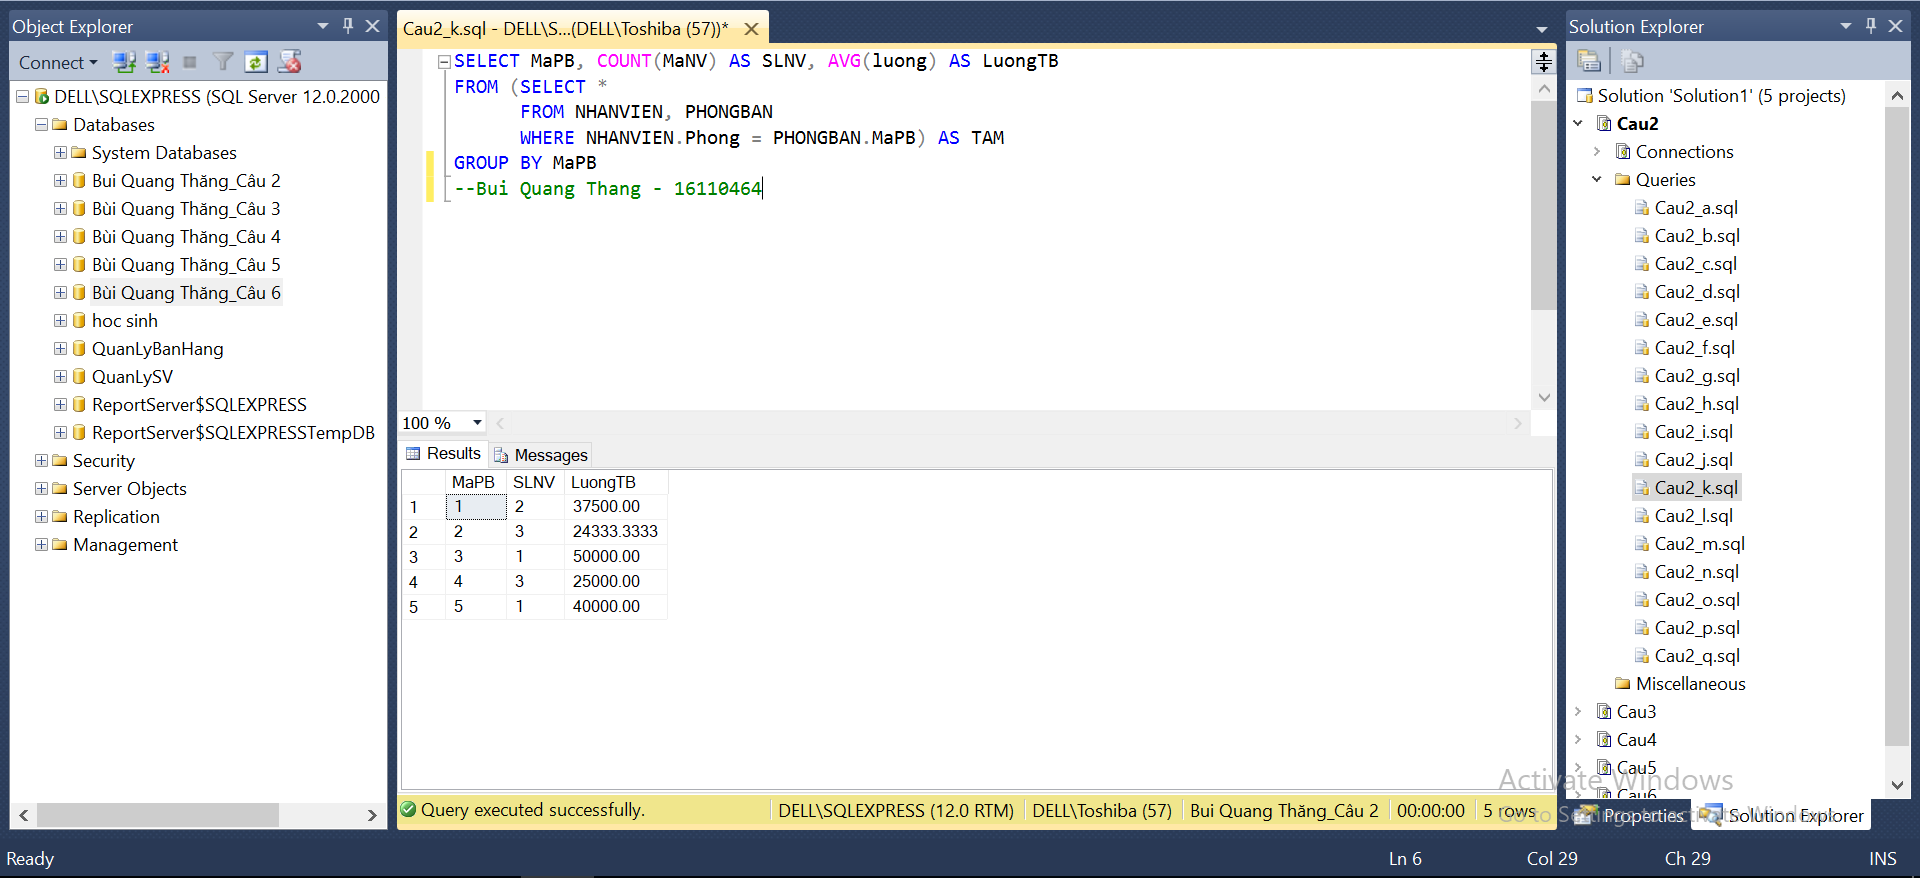 Object Explorer
Connect
DELL\SQLEXPRESS (SQL Server 12.0.2000
Databases
System Databases
Bui Quang Thăng_Câu 2
Bùi Quang Thăng_Câu 3
Bùi Quang Thăng_Câu 4
Bùi Quang Thăng_Câu 5
Bùi Quang Thăng_Câu 6
hoc sinh
QuanLyBanHang
QuanLySV
ReportServer$SQLEXPRESS
ReportServer$SQLEXPRESSTempDB
Security
Server Objects
Replication
Management
Cau2_k.sql - DELL\S...(DELL\Toshiba (57))*
SELECT MaPB, COUNT(MaNV) AS SLNV, AVG(luong) AS LuongTB
FROM (SELECT *
FROM NHANVIEN, PHONGBAN
WHERE NHANVIEN.Phong = PHONGBAN.MaPB) AS TAM
GROUP BY MaPB
--Bui Quang Thang - 16110464
100 %
Results Messages
MaPB SLNV LuongTB
1 1 2 37500.00
2 2 3 24333.3333
3 3 1 50000.00
4 4 3 25000.00
5 5 1 40000.00
Query executed successfully. DELL\SQLEXPRESS (12.0 RTM) DELL\Toshiba (57) Bui Quang Thăng_Câu 2 00:00:00 5 rows
Solution Explorer
Solution 'Solution1' (5 projects)
Cau2
Connections
Queries
Cau2_a.sql
Cau2_b.sql
Cau2_c.sql
Cau2_d.sql
Cau2_e.sql
Cau2_f.sql
Cau2_g.sql
Cau2_h.sql
Cau2_i.sql
Cau2_j.sql
Cau2_k.sql
Cau2_l.sql
Cau2_m.sql
Cau2_n.sql
Cau2_o.sql
Cau2_p.sql
Cau2_q.sql
Miscellaneous
Cau3
Cau4
Cau5
Cau6
Activate Windows
Go to Settings to activate Windows.
Properties Solution Explorer
Ready Ln 6 Col 29 Ch 29 INS